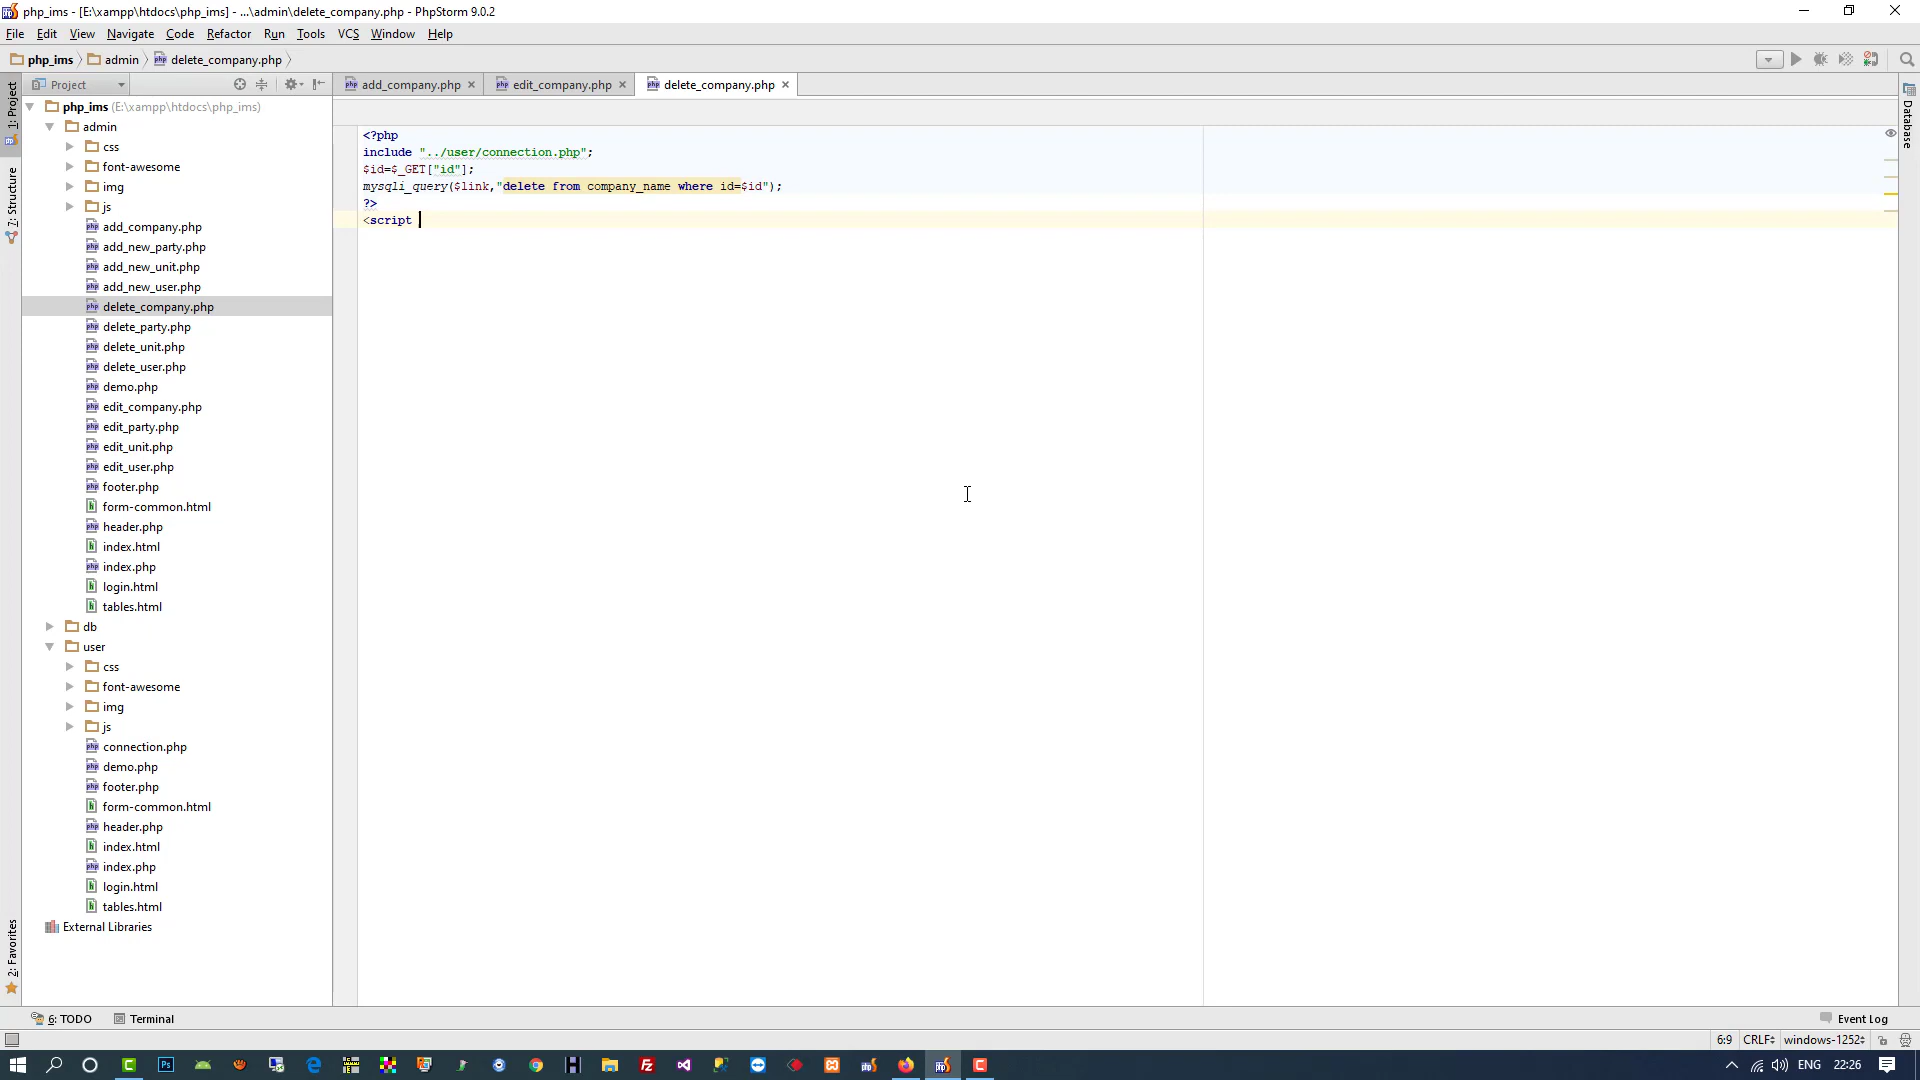 php_ims - [E:\xampp\htdocs\php_ims] - ...\admin\delete_company.php - PhpStorm 9.0.2
File Edit View Navigate Code Refactor Run Tools VCS Window Help
php_ims admin delete_company.php
Project
add_company.php
edit_company.php
delete_company.php
1: Project
7: Structure
2: Favorites
Database
php_ims (E:\xampp\htdocs\php_ims)
admin
css
font-awesome
img
js
add_company.php
add_new_party.php
add_new_unit.php
add_new_user.php
delete_company.php
delete_party.php
delete_unit.php
delete_user.php
demo.php
edit_company.php
edit_party.php
edit_unit.php
edit_user.php
footer.php
form-common.html
header.php
index.html
index.php
login.html
tables.html
db
user
css
font-awesome
img
js
connection.php
demo.php
footer.php
form-common.html
header.php
index.html
index.php
login.html
tables.html
External Libraries
<?php
include "../user/connection.php";
$id=$_GET["id"];
mysqli_query($link,"delete from company_name where id=$id");
?>
<script
6: TODO
Terminal
Event Log
6:9 CRLF windows-1252
ENG 22:26